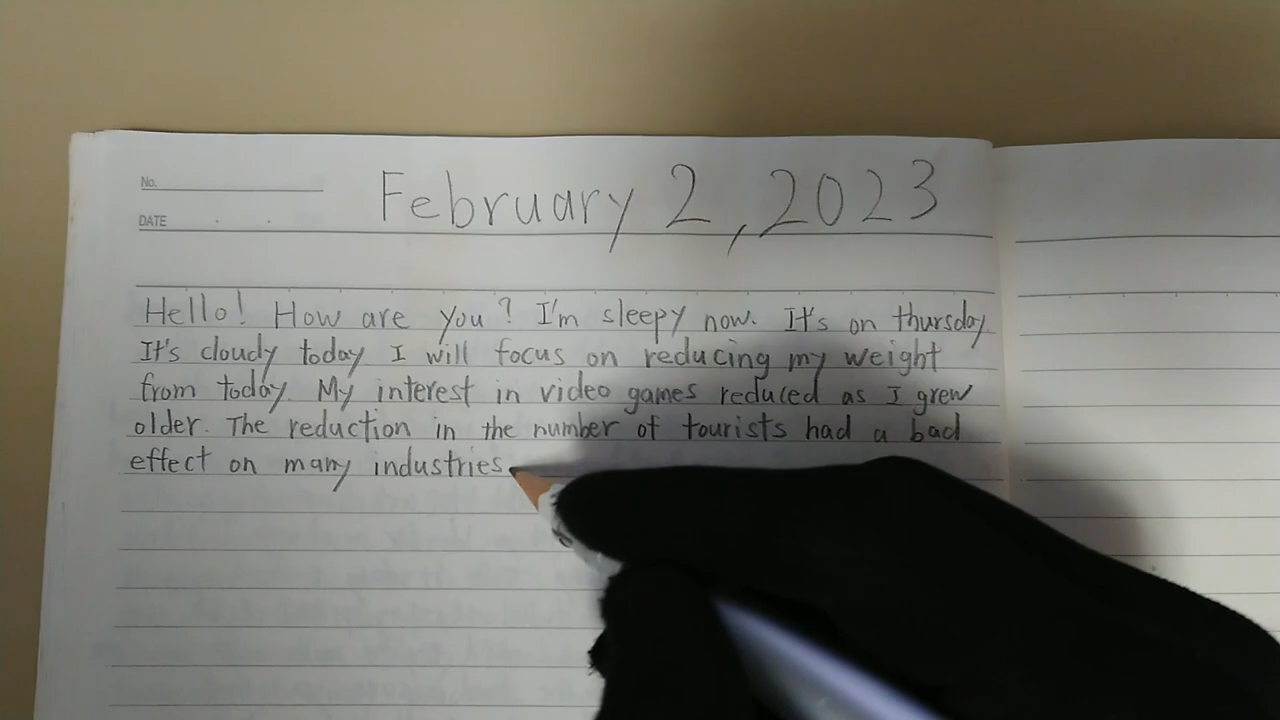 No.
February 2, 2023
DATE . .
Hello! How are you? I'm sleepy now. It's on thursday
It's cloudy today I will focus on reducing my weight
from today. My interest in video games reduced as I grew
older. The reduction in the number of tourists had a bad
effect on many industries